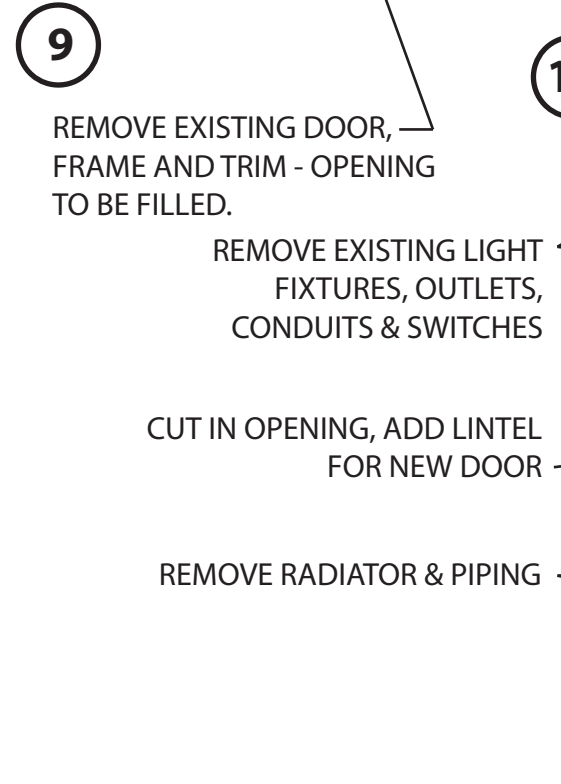 9
REMOVE EXISTING DOOR,
FRAME AND TRIM - OPENING
TO BE FILLED.
REMOVE EXISTING LIGHT
FIXTURES, OUTLETS,
CONDUITS & SWITCHES
CUT IN OPENING, ADD LINTEL
FOR NEW DOOR
REMOVE RADIATOR & PIPING